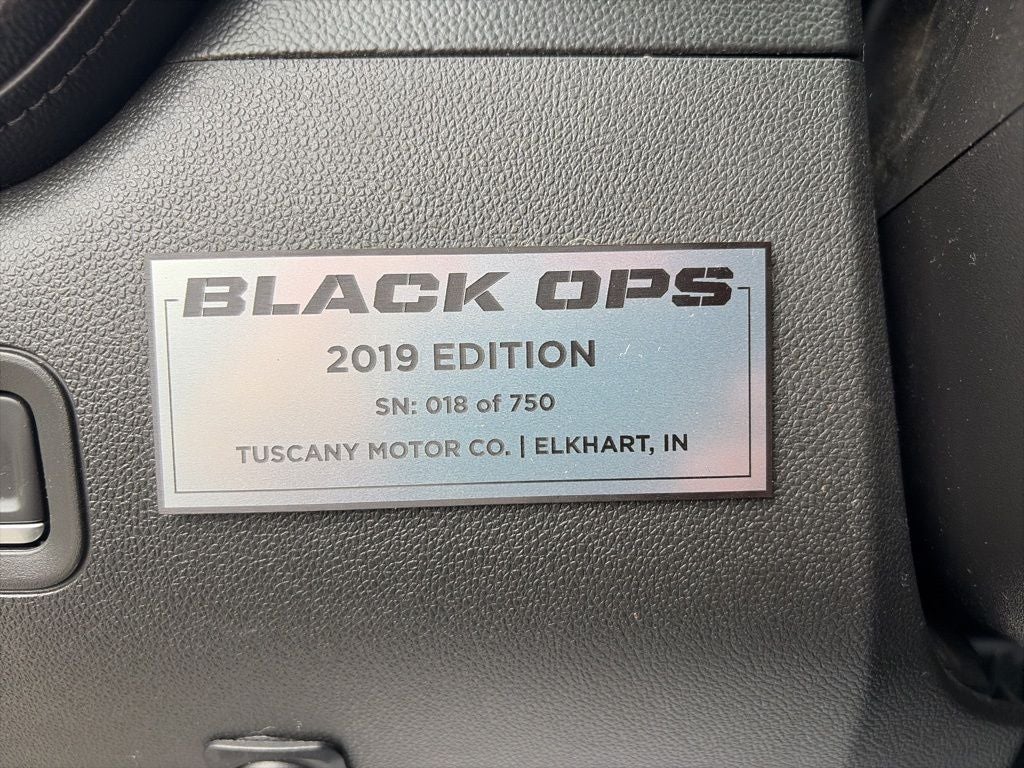 BLACK OPS
2019 EDITION
SN: 018 of 750
TUSCANY MOTOR CO. | ELKHART, IN